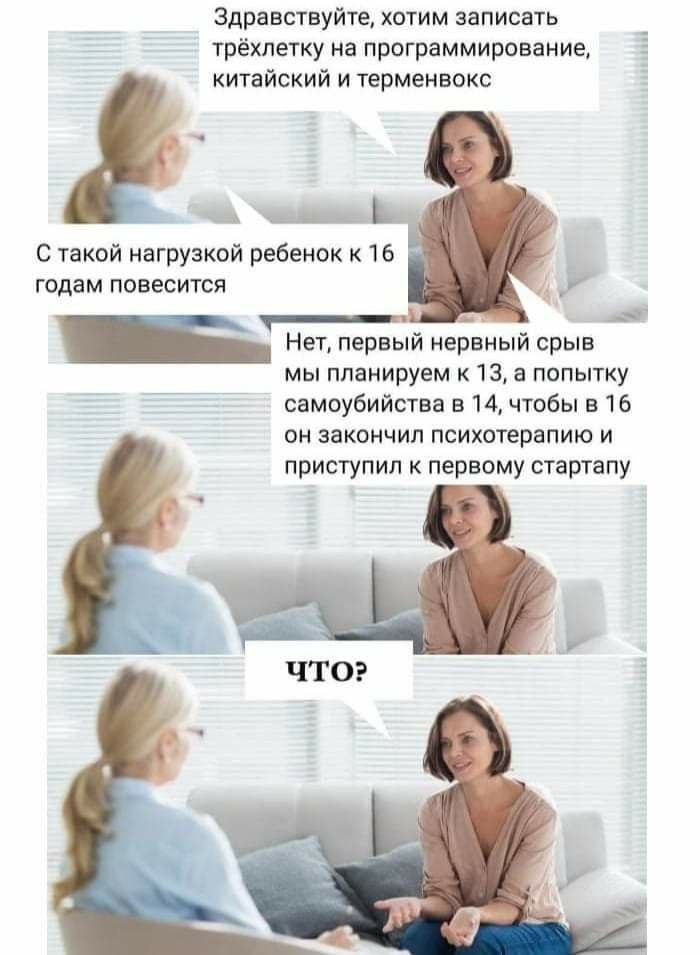 Здравствуйте, хотим записать
трёхлетку на программирование,
китайский и терменвокс
С такой нагрузкой ребенок к 16
годам повесится
Нет, первый нервный срыв
мы планируем к 13, а попытку
самоубийства в 14, чтобы в 16
он закончил психотерапию и
приступил к первому стартапу
ЧТО?